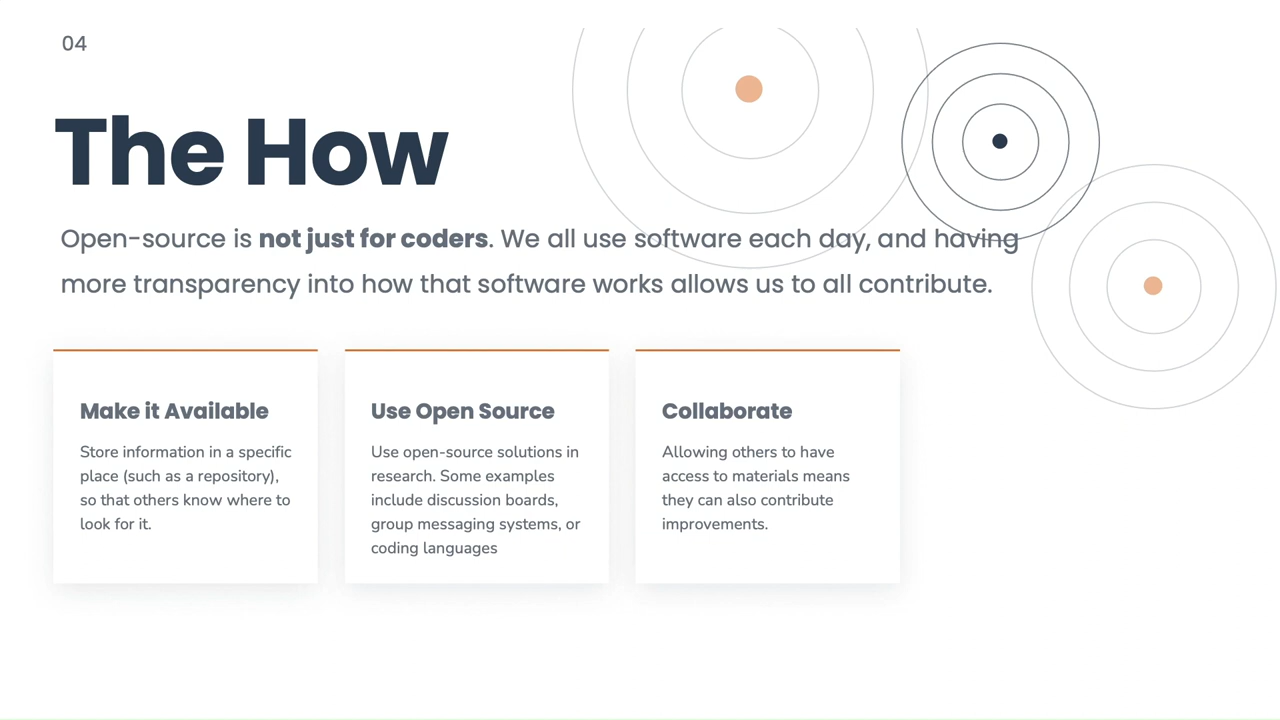 04
The How
Open-source is not just for coders. We all use software each day, and having
more transparency into how that software works allows us to all contribute.
Make it Available
Store information in a specific
place (such as a repository),
so that others know where to
look for it.
Use Open Source
Use open-source solutions in
research. Some examples
include discussion boards,
group messaging systems, or
coding languages
Collaborate
Allowing others to have
access to materials means
they can also contribute
improvements.